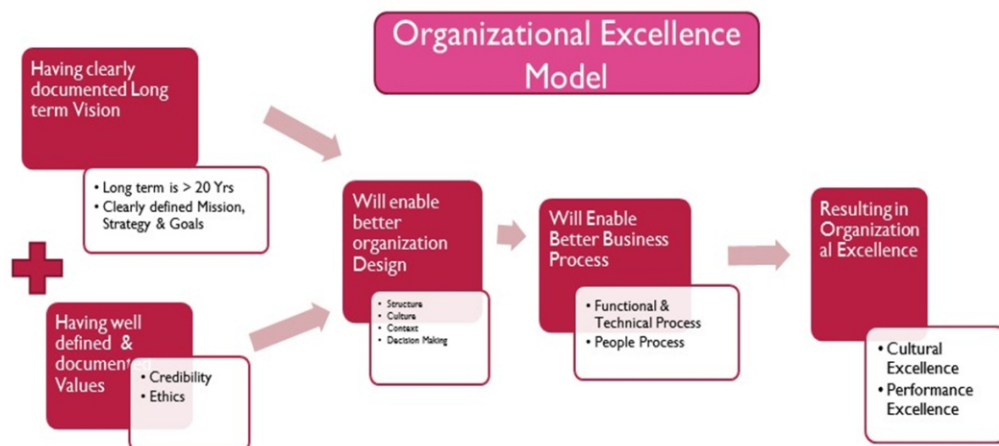 Organizational Excellence
Model
Having clearly
documented Long
term Vision
• Long term is > 20 Yrs
• Clearly defined Mission,
Strategy & Goals
Having well
defined &
documented
Values
• Credibility
• Ethics
Will enable
better
organization
Design
• Structure
• Culture
• Context
• Decision Making
Will Enable
Better Business
Process
• Functional &
Technical Process
• People Process
Resulting in
Organization
al Excellence
• Cultural
Excellence
• Performance
Excellence